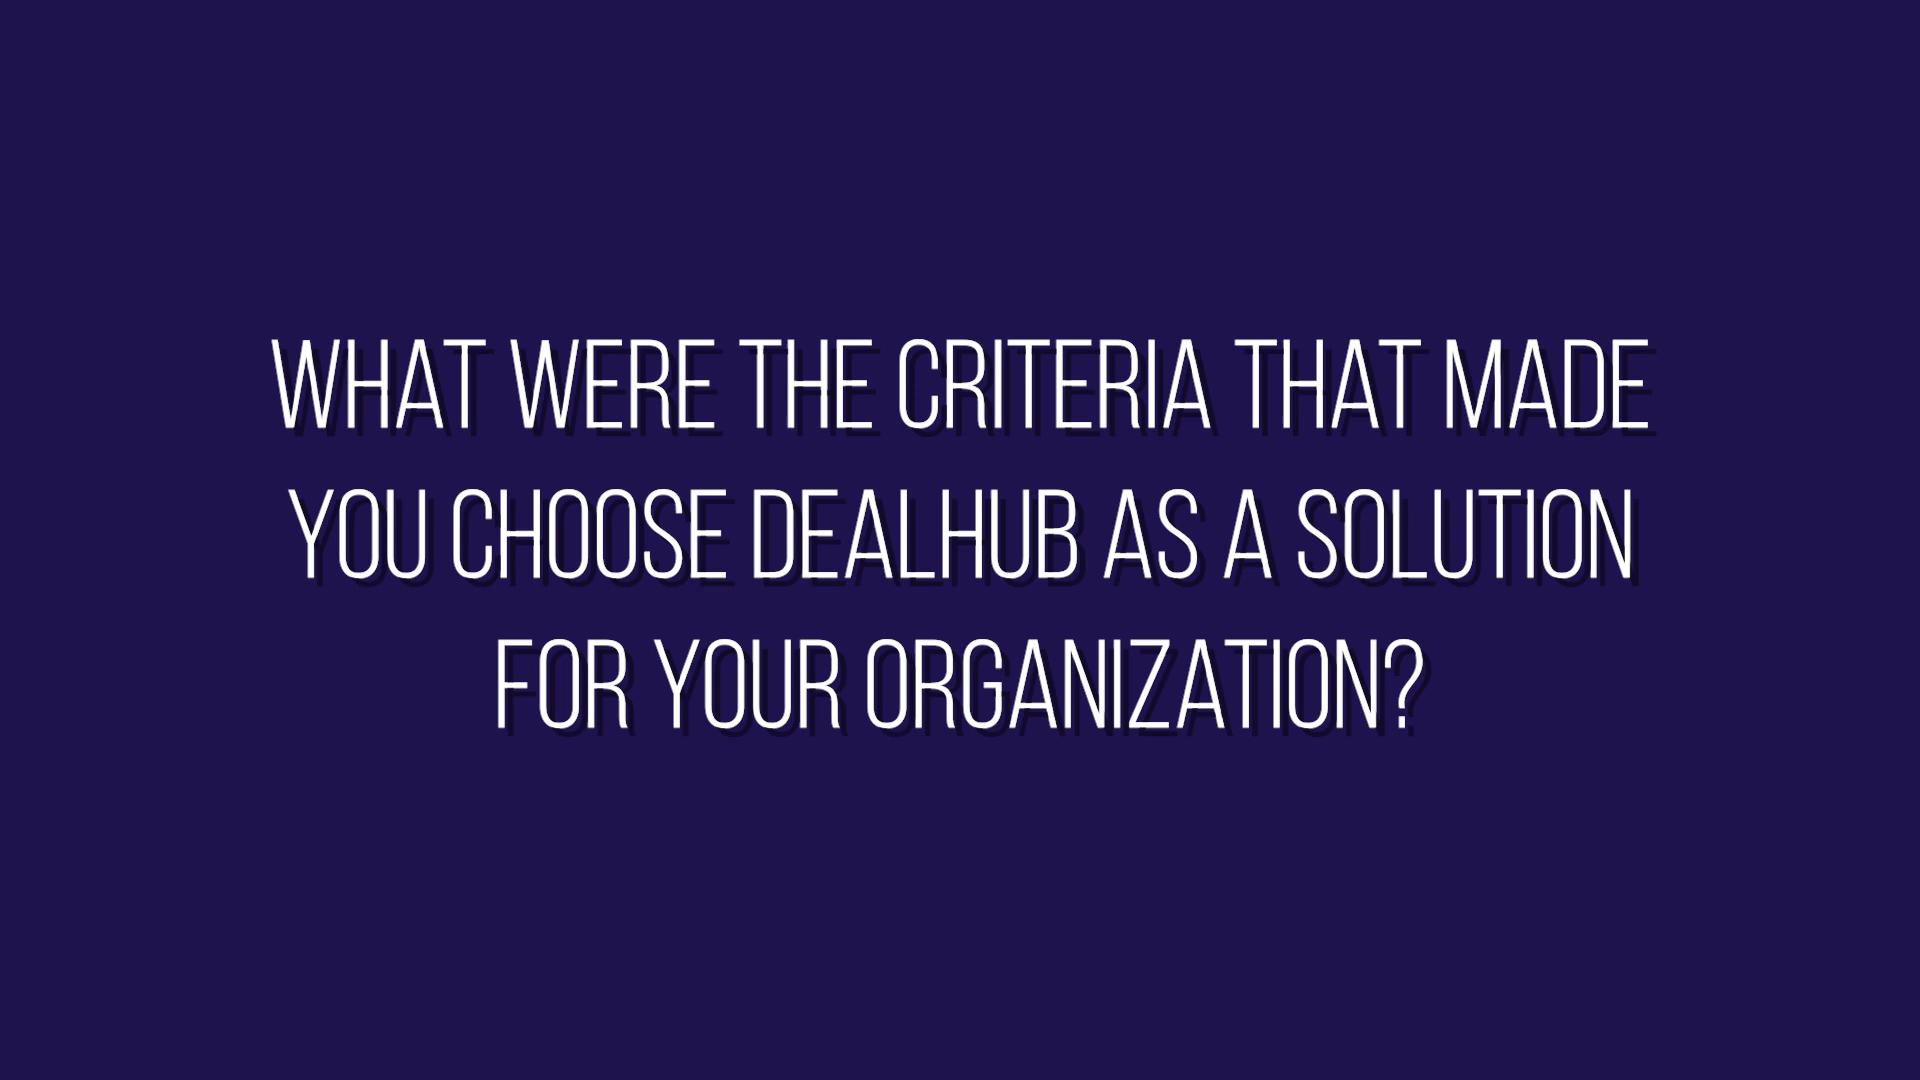 WHAT WERE THE CRITERIA THAT MADE
YOU CHOOSE DEALHUB AS A SOLUTION
FOR YOUR ORGANIZATION?